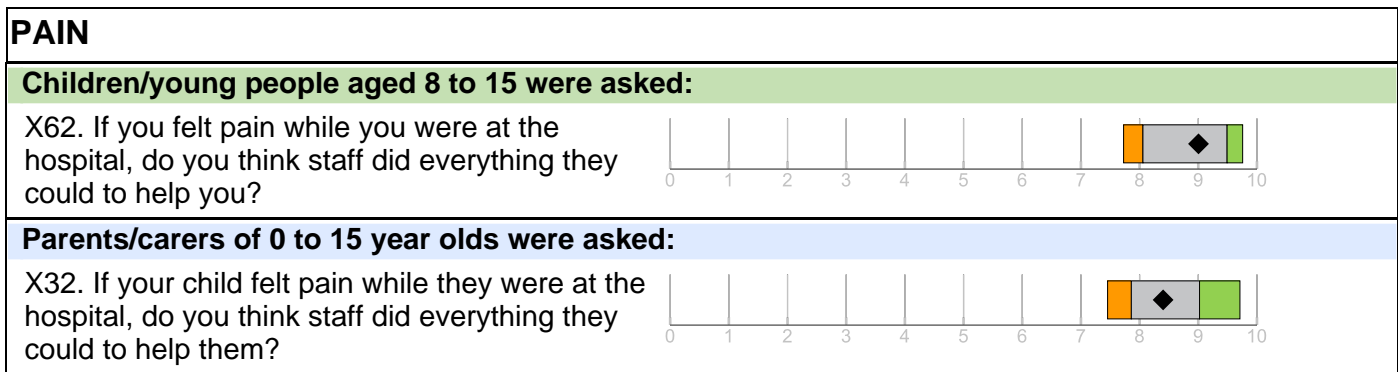 PAIN
Children/young people aged 8 to 15 were asked:
X62. If you felt pain while you were at the
hospital, do you think staff did everything they
could to help you?
0 1 2 3 4 5 6 7 8 9 10
Parents/carers of 0 to 15 year olds were asked:
X32. If your child felt pain while they were at the
hospital, do you think staff did everything they
could to help them?
0 1 2 3 4 5 6 7 8 9 10